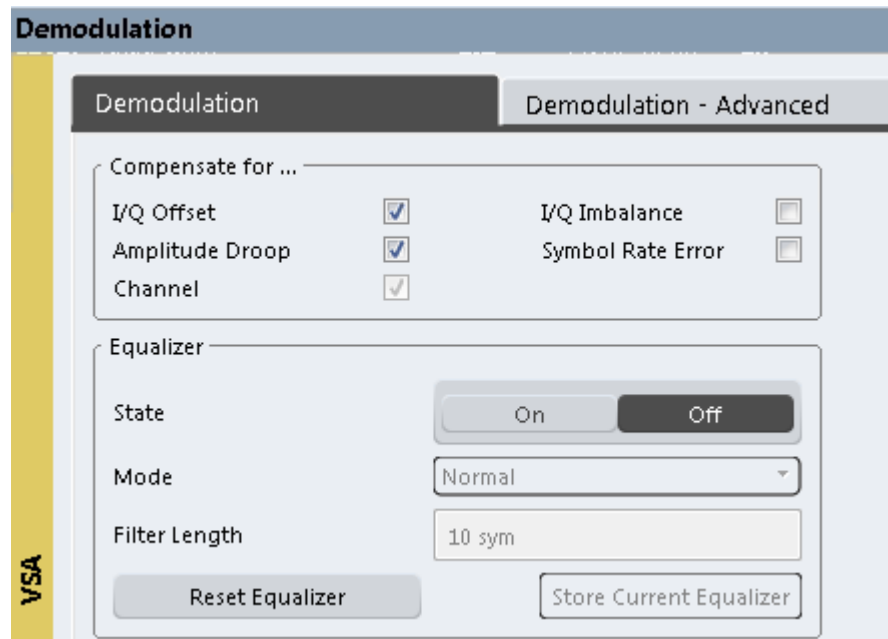 Demodulation
Demodulation
Demodulation - Advanced
Compensate for ...
I/Q Offset
I/Q Imbalance
Amplitude Droop
Symbol Rate Error
Channel
Equalizer
State
On
Off
Mode
Normal
Filter Length
10 sym
Reset Equalizer
Store Current Equalizer
VSA